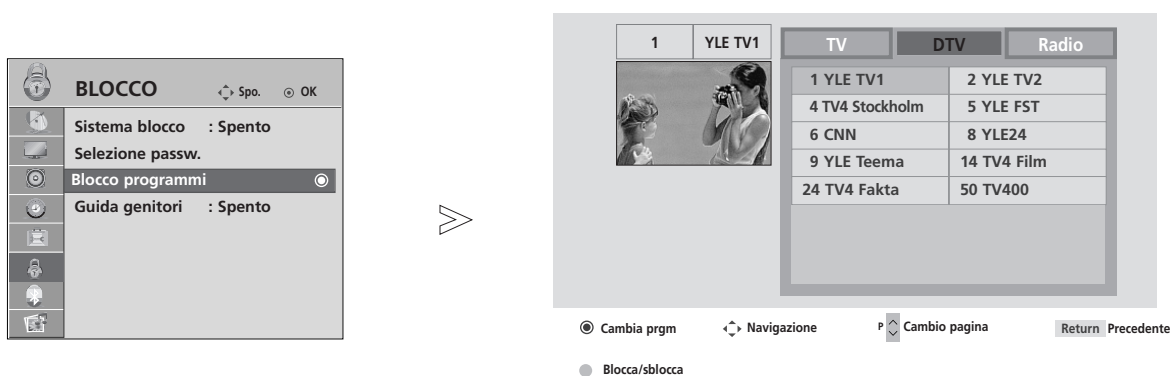 BLOCCO Spo. OK
Sistema blocco : Spento
Selezione passw.
Blocco programmi
Guida genitori : Spento
1 YLE TV1
TV DTV Radio
1 YLE TV1 2 YLE TV2
4 TV4 Stockholm 5 YLE FST
6 CNN 8 YLE24
9 YLE Teema 14 TV4 Film
24 TV4 Fakta 50 TV400
Cambia prgm Navigazione P Cambio pagina Return Precedente
Blocca/sblocca